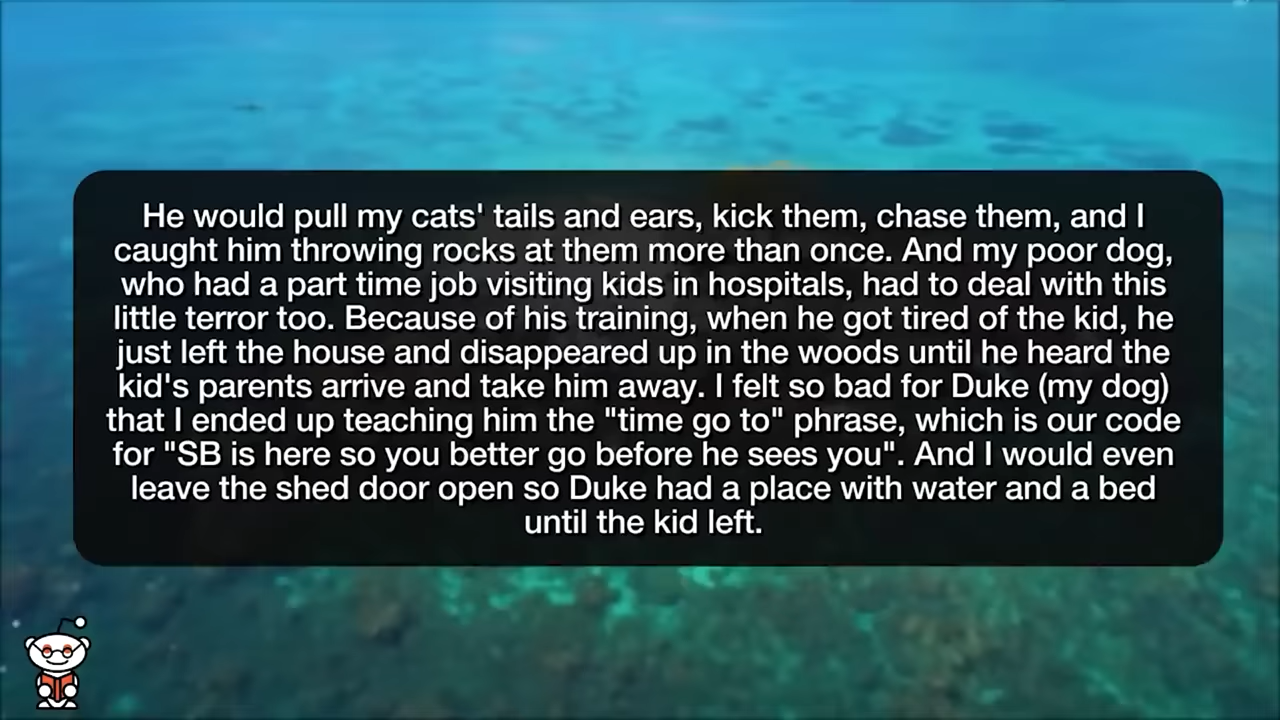 He would pull my cats' tails and ears, kick them, chase them, and I
caught him throwing rocks at them more than once. And my poor dog,
who had a part time job visiting kids in hospitals, had to deal with this
little terror too. Because of his training, when he got tired of the kid, he
just left the house and disappeared up in the woods until he heard the
kid's parents arrive and take him away. I felt so bad for Duke (my dog)
that I ended up teaching him the "time go to" phrase, which is our code
for "SB is here so you better go before he sees you". And I would even
leave the shed door open so Duke had a place with water and a bed
until the kid left.